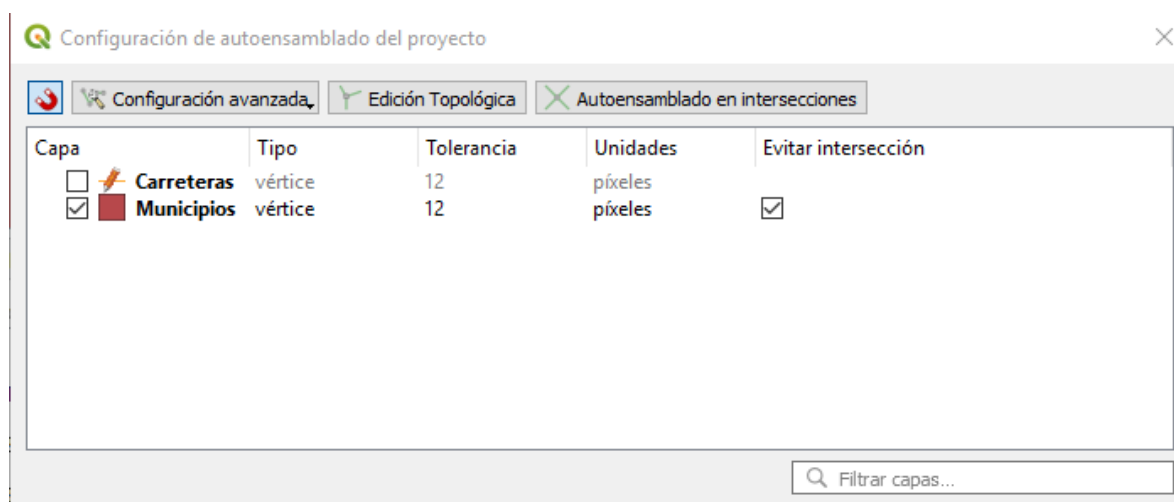 Configuración de autoensamblado del proyecto
Configuración avanzada Edición Topológica Autoensamblado en intersecciones
Capa Tipo Tolerancia Unidades Evitar intersección
Carreteras vértice 12 píxeles
Municipios vértice 12 píxeles
Filtrar capas...